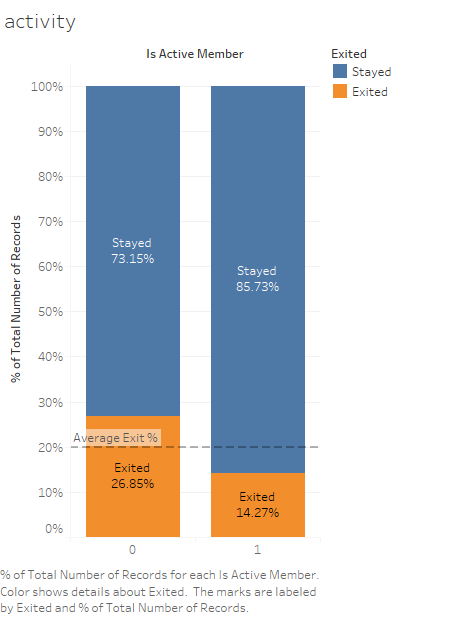 activity
Is Active Member
Exited
Stayed
Exited
% of Total Number of Records
100%
90%
80%
70%
60%
50%
40%
30%
20%
10%
0%
Stayed
73.15%
Stayed
85.73%
Average Exit %
Exited
26.85%
Exited
14.27%
0
1
% of Total Number of Records for each Is Active Member.
Color shows details about Exited.  The marks are labeled
by Exited and % of Total Number of Records.